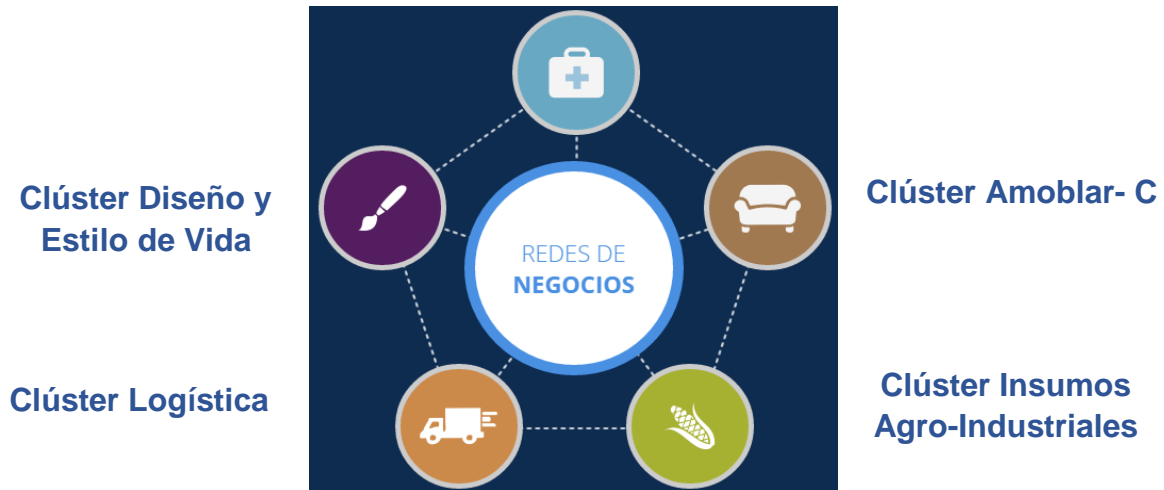 Clúster Diseño y
Estilo de Vida
Clúster Amoblar- C
REDES DE
NEGOCIOS
Clúster Logística
Clúster Insumos
Agro-Industriales